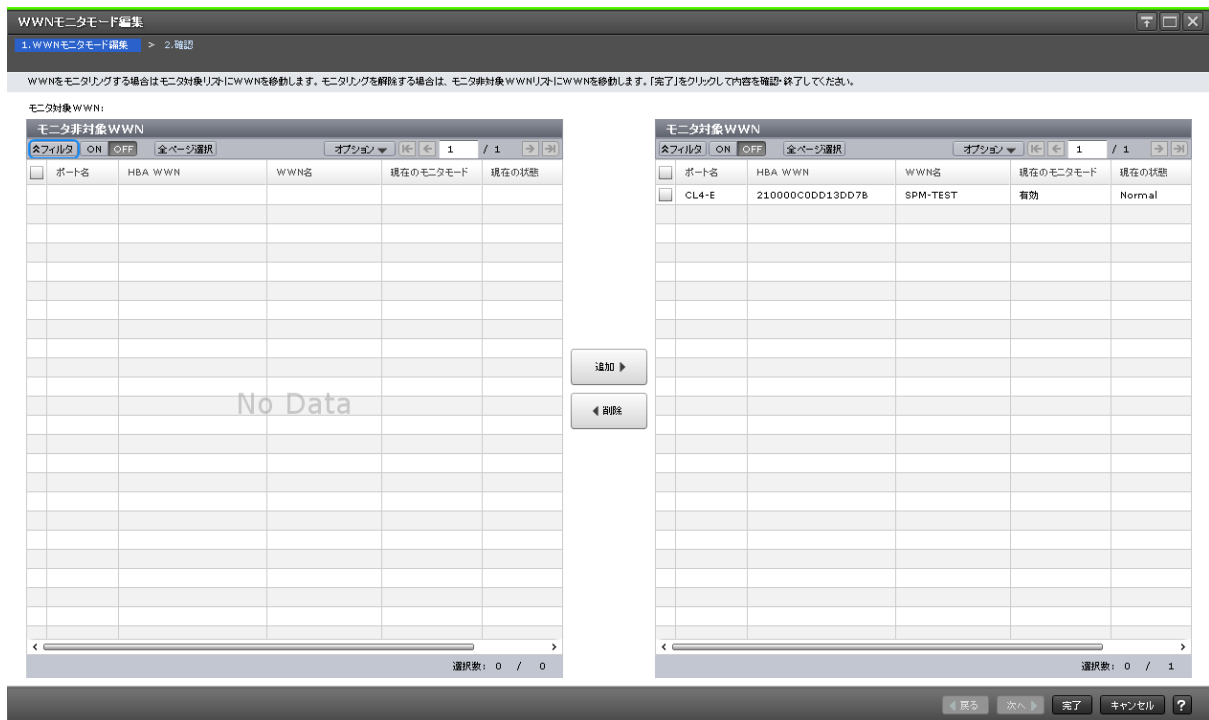 WWNモニタモード編集
1.WWNモニタモード編集 > 2.確認
WWNをモニタリングする場合はモニタ対象リストにWWNを移動します。モニタリングを解除する場合は、モニタ非対象WWNリストにWWNを移動します。「完了」をクリックして内容を確認・終了してください。
モニタ対象WWN:
モニタ非対象WWN
フィルタ ON OFF 全ページ選択 オプション 1 / 1
ポート名 HBA WWN WWN名 現在のモニタモード 現在の状態
No Data
選択数: 0 / 0
追加
削除
モニタ対象WWN
フィルタ ON OFF 全ページ選択 オプション 1 / 1
ポート名 HBA WWN WWN名 現在のモニタモード 現在の状態
CL4-E 210000C0DD13DD7B SPM-TEST 有効 Normal
選択数: 0 / 1
戻る 次へ 完了 キャンセル ?